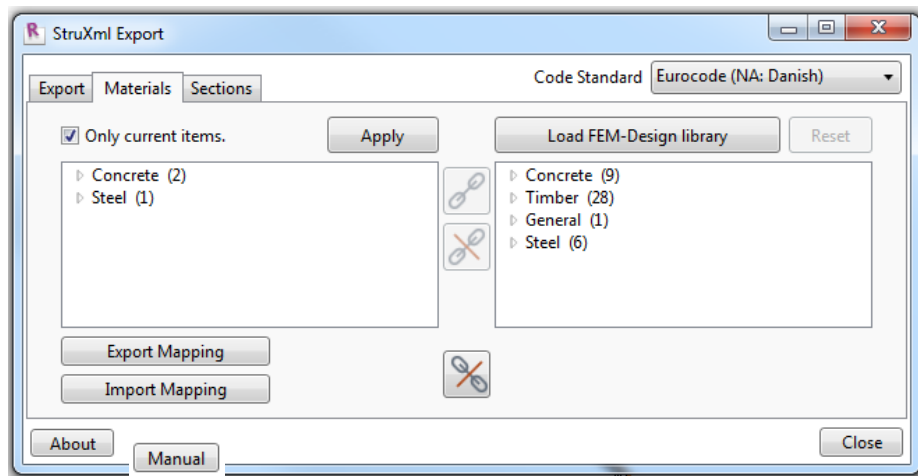 StruXml Export
Code Standard Eurocode (NA: Danish)
Export Materials Sections
Only current items. Apply Load FEM-Design library Reset
Concrete (2) Concrete (9)
Steel (1) Timber (28)
General (1)
Steel (6)
Export Mapping
Import Mapping
About Manual Close